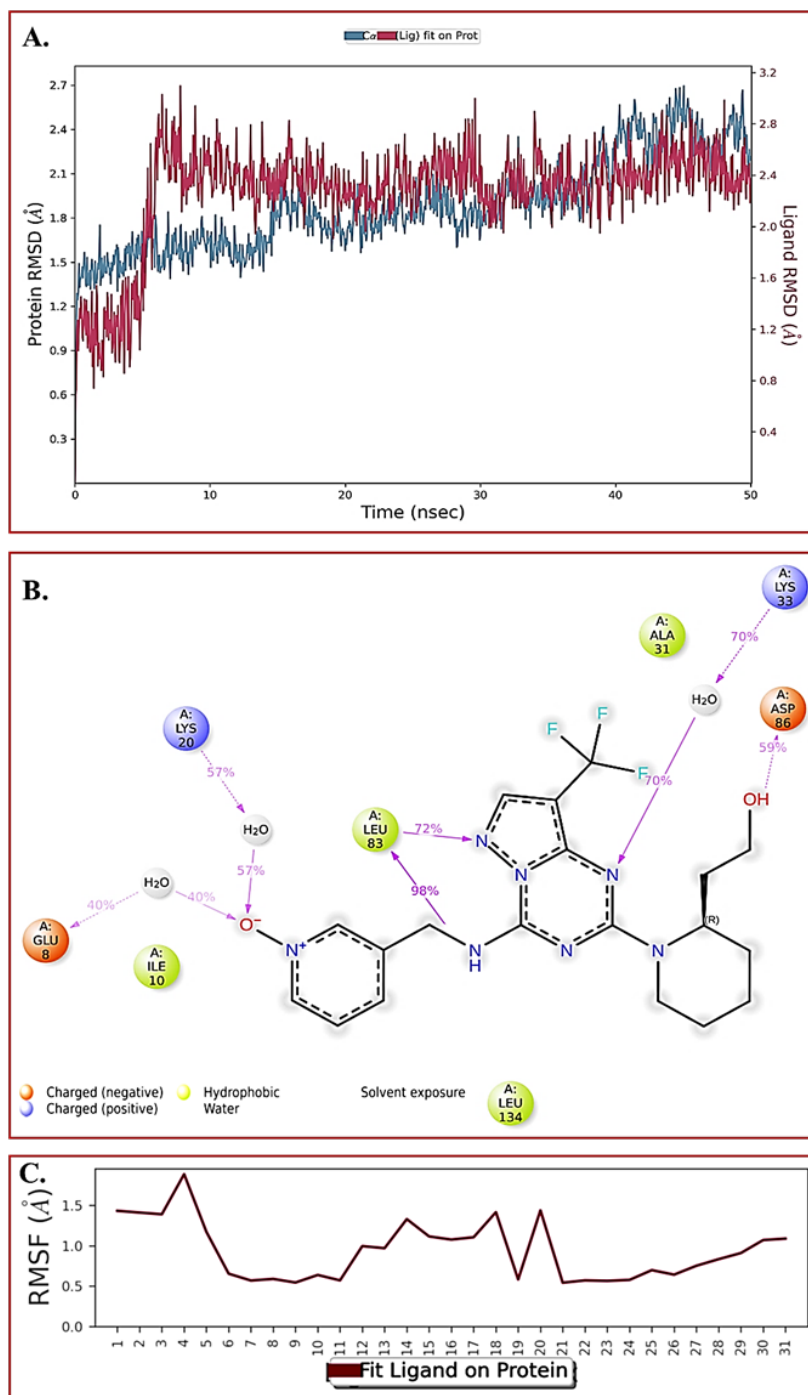 A.
Cα (Lig) fit on Prot
2.7
2.4
2.1
1.8
1.5
1.2
0.9
0.6
0.3
Protein RMSD (Å)
3.2
2.8
2.4
2.0
1.6
1.2
0.8
0.4
Ligand RMSD (Å)
0 10 20 30 40 50
Time (nsec)
B.
A:
LYS
33
A:
ALA
31
70%
H₂O
A:
ASP
86
A:
LYS
20
F
F
F
59%
57%
70%
OH
H₂O
A:
LEU
83
72%
N
57%
H₂O
40%
40%
98%
N
N
(R)
A:
GLU
8
O⁻
N⁺
A:
ILE
10
N
H
N
N
N
Charged (negative)
Charged (positive)
Hydrophobic
Water
Solvent exposure
A:
LEU
134
C.
RMSF (Å)
1.5
1.0
0.5
0.0
1 2 3 4 5 6 7 8 9 10 11 12 13 14 15 16 17 18 19 20 21 22 23 24 25 26 27 28 29 30 31
Fit Ligand on Protein